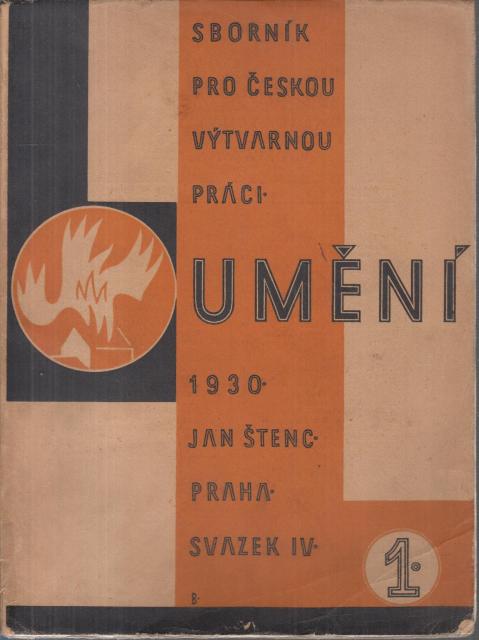 SBORNÍK
PRO ČESKOU
VÝTVARNOU
PRÁCI·
UMĚNÍ
1930·
JAN ŠTENC·
PRAHA·
SVAZEK IV·
1·
B·